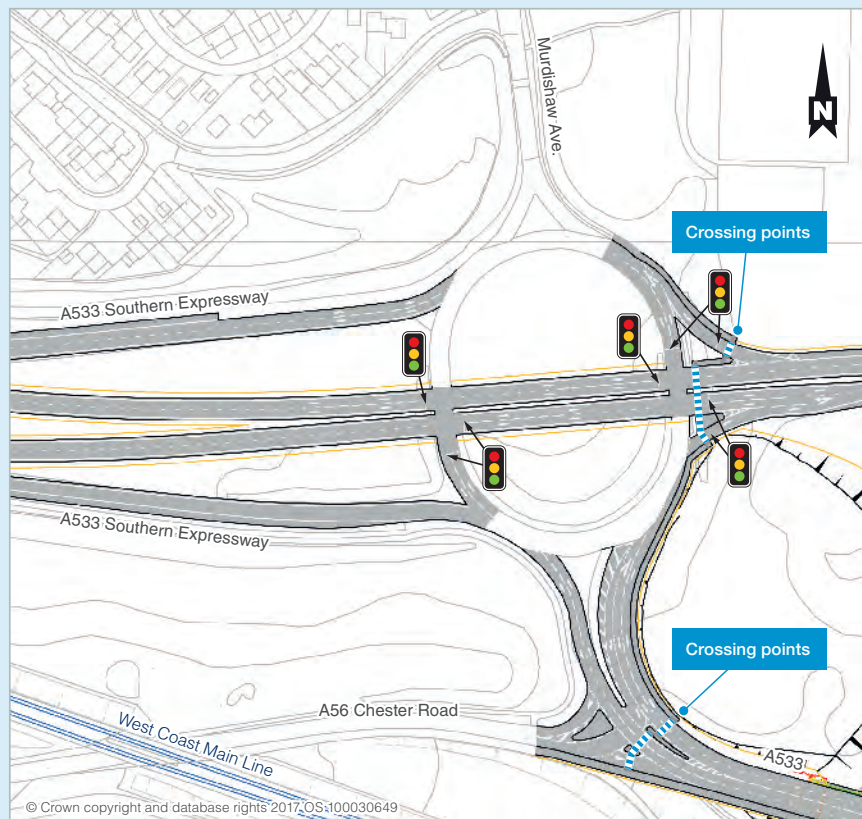 Murdishaw Ave.
N
Crossing points
A533 Southern Expressway
A533 Southern Expressway
Crossing points
A56 Chester Road
West Coast Main Line
A533
© Crown copyright and database rights 2017 OS 100030649